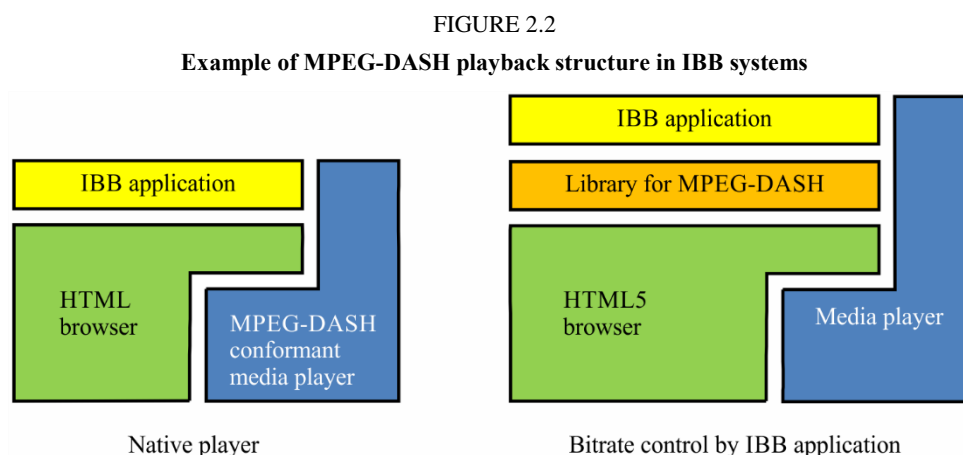 FIGURE 2.2
Example of MPEG-DASH playback structure in IBB systems
IBB application
HTML
browser
MPEG-DASH
conformant
media player
Native player
IBB application
Library for MPEG-DASH
HTML5
browser
Media player
Bitrate control by IBB application